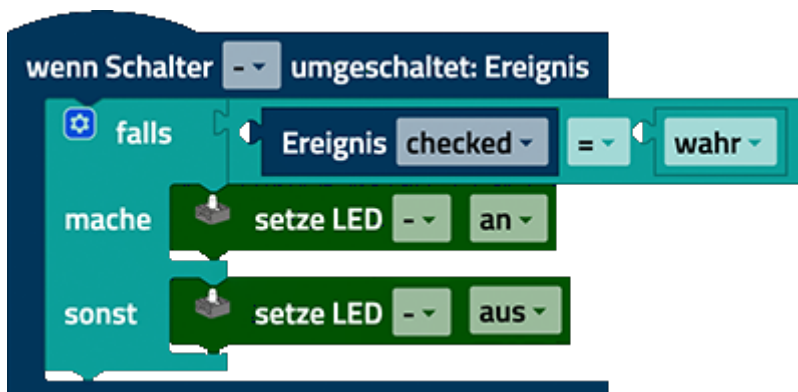 wenn Schalter - umgeschaltet: Ereignis
falls Ereignis checked = wahr
mache setze LED - an
sonst setze LED - aus